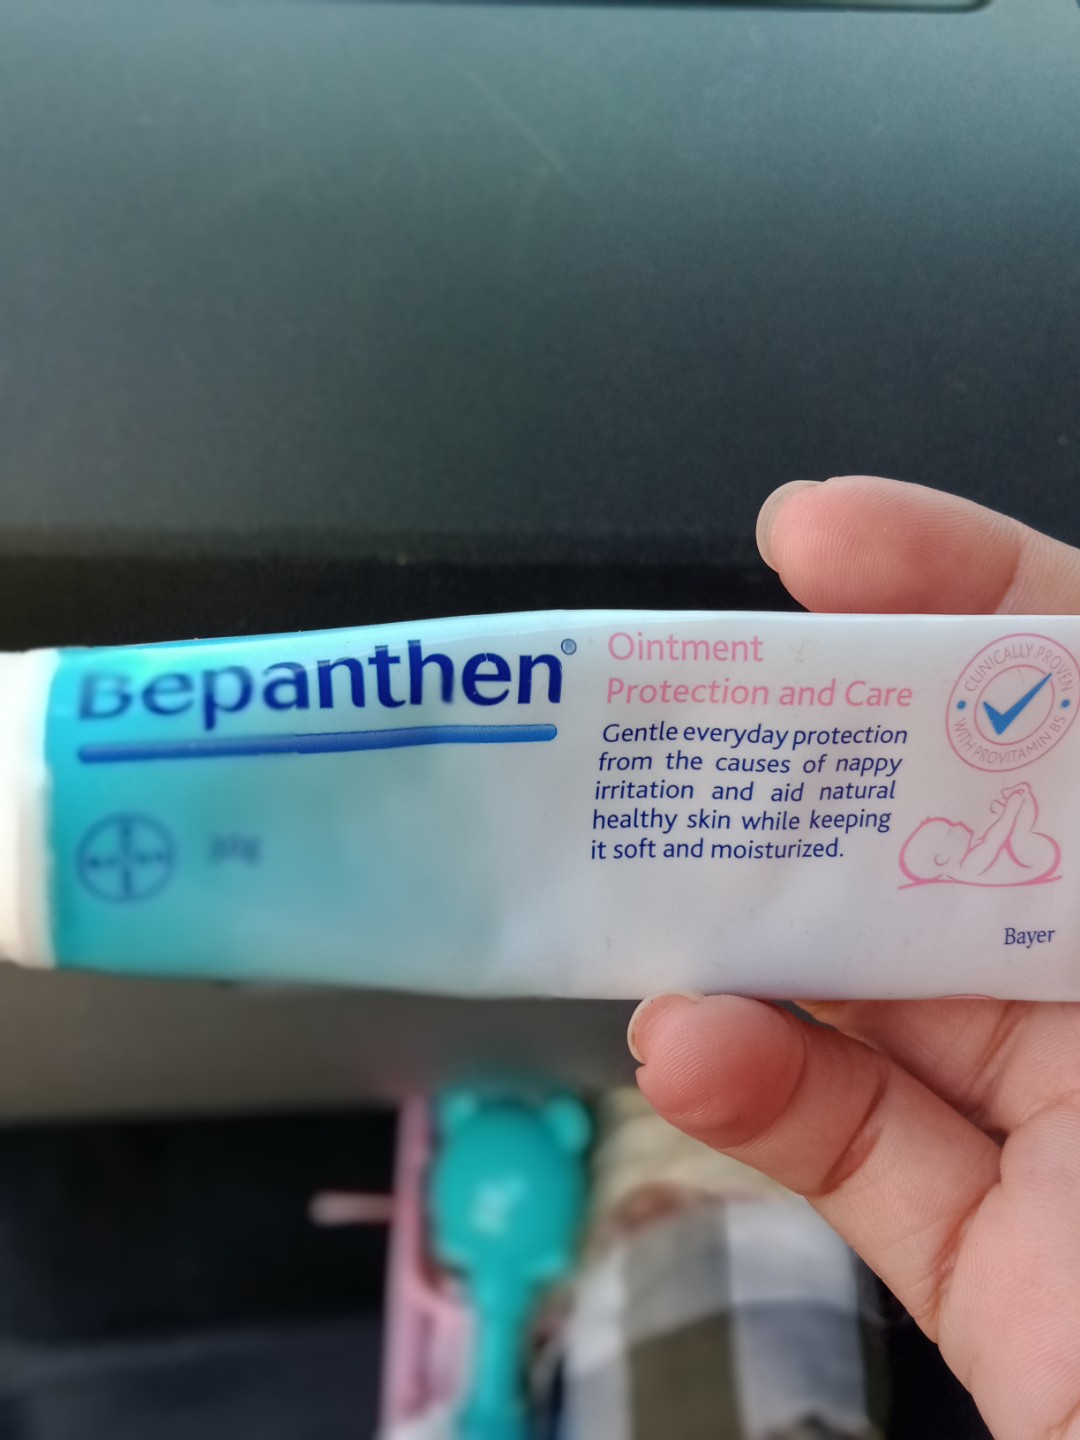 Bepanthen®
Ointment
Protection and Care
Gentle everyday protection
from the causes of nappy
irritation and aid natural
healthy skin while keeping
it soft and moisturized.
CLINICALLY PROVEN
WITH PROVITAMIN B5
30g
Bayer